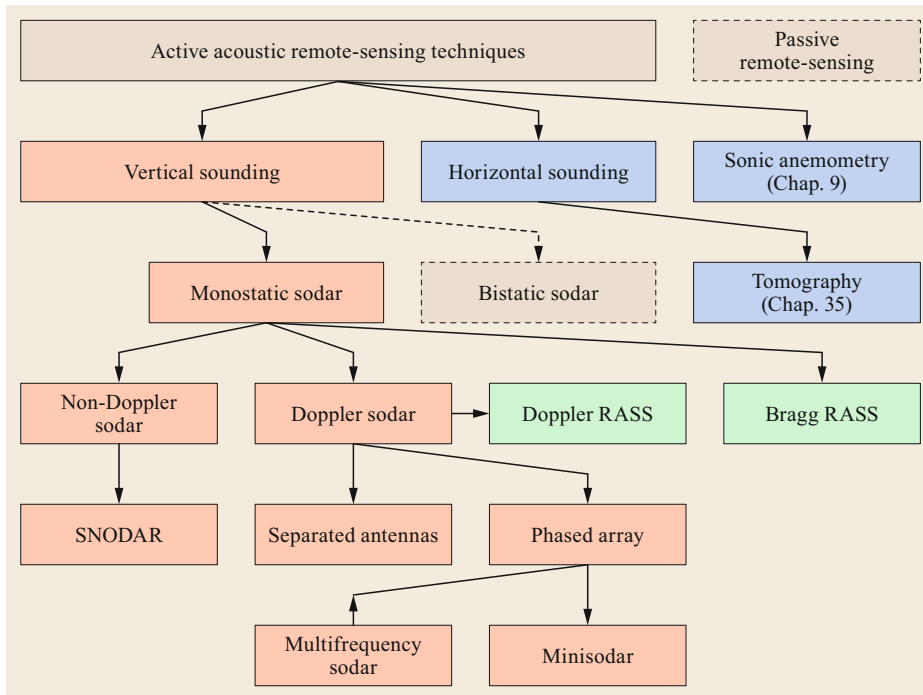 Active acoustic remote-sensing techniques
Passive
remote-sensing
Vertical sounding
Horizontal sounding
Sonic anemometry
(Chap. 9)
Monostatic sodar
Bistatic sodar
Tomography
(Chap. 35)
Non-Doppler
sodar
Doppler sodar
Doppler RASS
Bragg RASS
SNODAR
Separated antennas
Phased array
Multifrequency
sodar
Minisodar